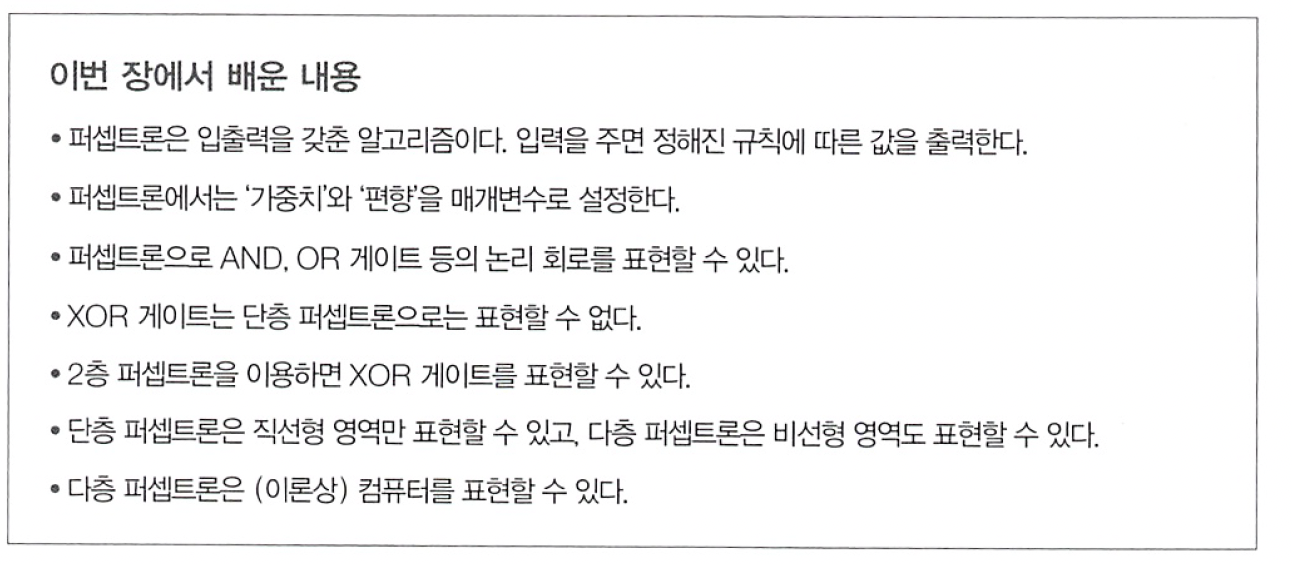 이번 장에서 배운 내용
• 퍼셉트론은 입출력을 갖춘 알고리즘이다. 입력을 주면 정해진 규칙에 따른 값을 출력한다.
• 퍼셉트론에서는 ‘가중치’와 ‘편향’을 매개변수로 설정한다.
• 퍼셉트론으로 AND, OR 게이트 등의 논리 회로를 표현할 수 있다.
• XOR 게이트는 단층 퍼셉트론으로는 표현할 수 없다.
• 2층 퍼셉트론을 이용하면 XOR 게이트를 표현할 수 있다.
• 단층 퍼셉트론은 직선형 영역만 표현할 수 있고, 다층 퍼셉트론은 비선형 영역도 표현할 수 있다.
• 다층 퍼셉트론은 (이론상) 컴퓨터를 표현할 수 있다.